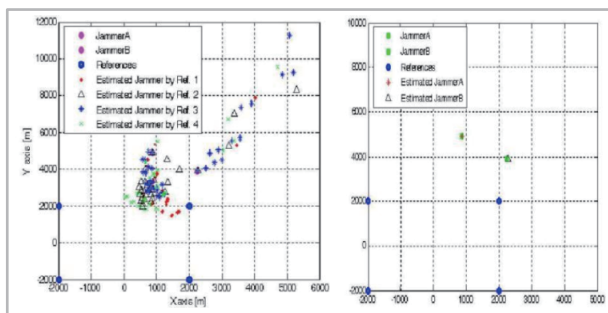 12000
10000
8000
6000
4000
2000
0
-2000
Y axis [m]
JammerA
JammerB
References
Estimated Jammer by Ref. 1
Estimated Jammer by Ref. 2
Estimated Jammer by Ref. 3
Estimated Jammer by Ref. 4
-2000
-1000
0
1000
2000
3000
4000
5000
6000
Xaxis [m]
10000
8000
6000
4000
2000
0
-2000
JammerA
JammerB
References
Estimated JammerA
Estimated JammerB
-2000
-1000
0
1000
2000
3000
4000
5000
6000